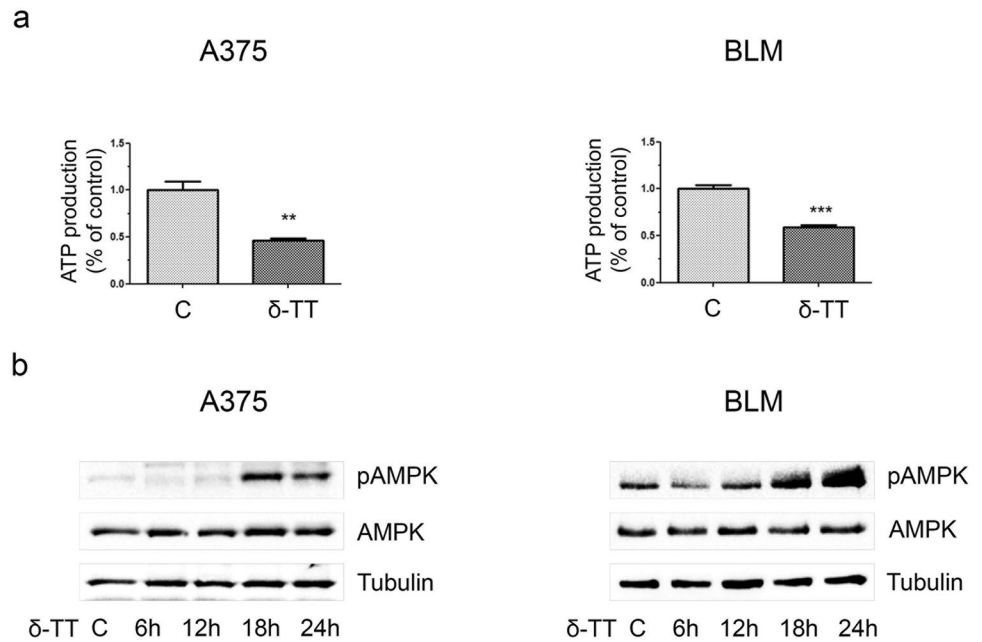 a
A375
BLM
ATP production
(% of control)
1.5
1.0
0.5
0.0
**
C
δ-TT
ATP production
(% of control)
1.5
1.0
0.5
0.0
***
C
δ-TT
b
A375
BLM
pAMPK
AMPK
Tubulin
δ-TT C 6h 12h 18h 24h
pAMPK
AMPK
Tubulin
δ-TT C 6h 12h 18h 24h